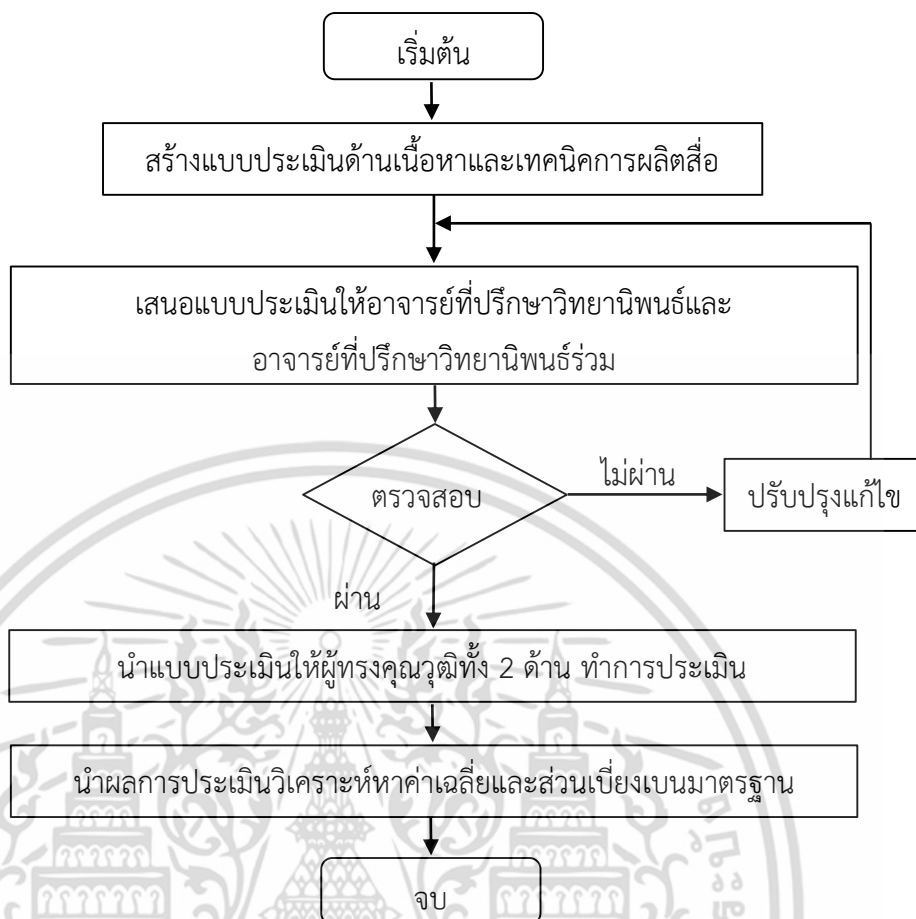 เริ่มต้น
สร้างแบบประเมินด้านเนื้อหาและเทคนิคการผลิตสื่อ
เสนอแบบประเมินให้อาจารย์ที่ปรึกษาวิทยานิพนธ์และ
อาจารย์ที่ปรึกษาวิทยานิพนธ์ร่วม
ตรวจสอบ
ไม่ผ่าน
ปรับปรุงแก้ไข
ผ่าน
นำแบบประเมินให้ผู้ทรงคุณวุฒิทั้ง 2 ด้าน ทำการประเมิน
นำผลการประเมินวิเคราะห์หาค่าเฉลี่ยและส่วนเบี่ยงเบนมาตรฐาน
จบ